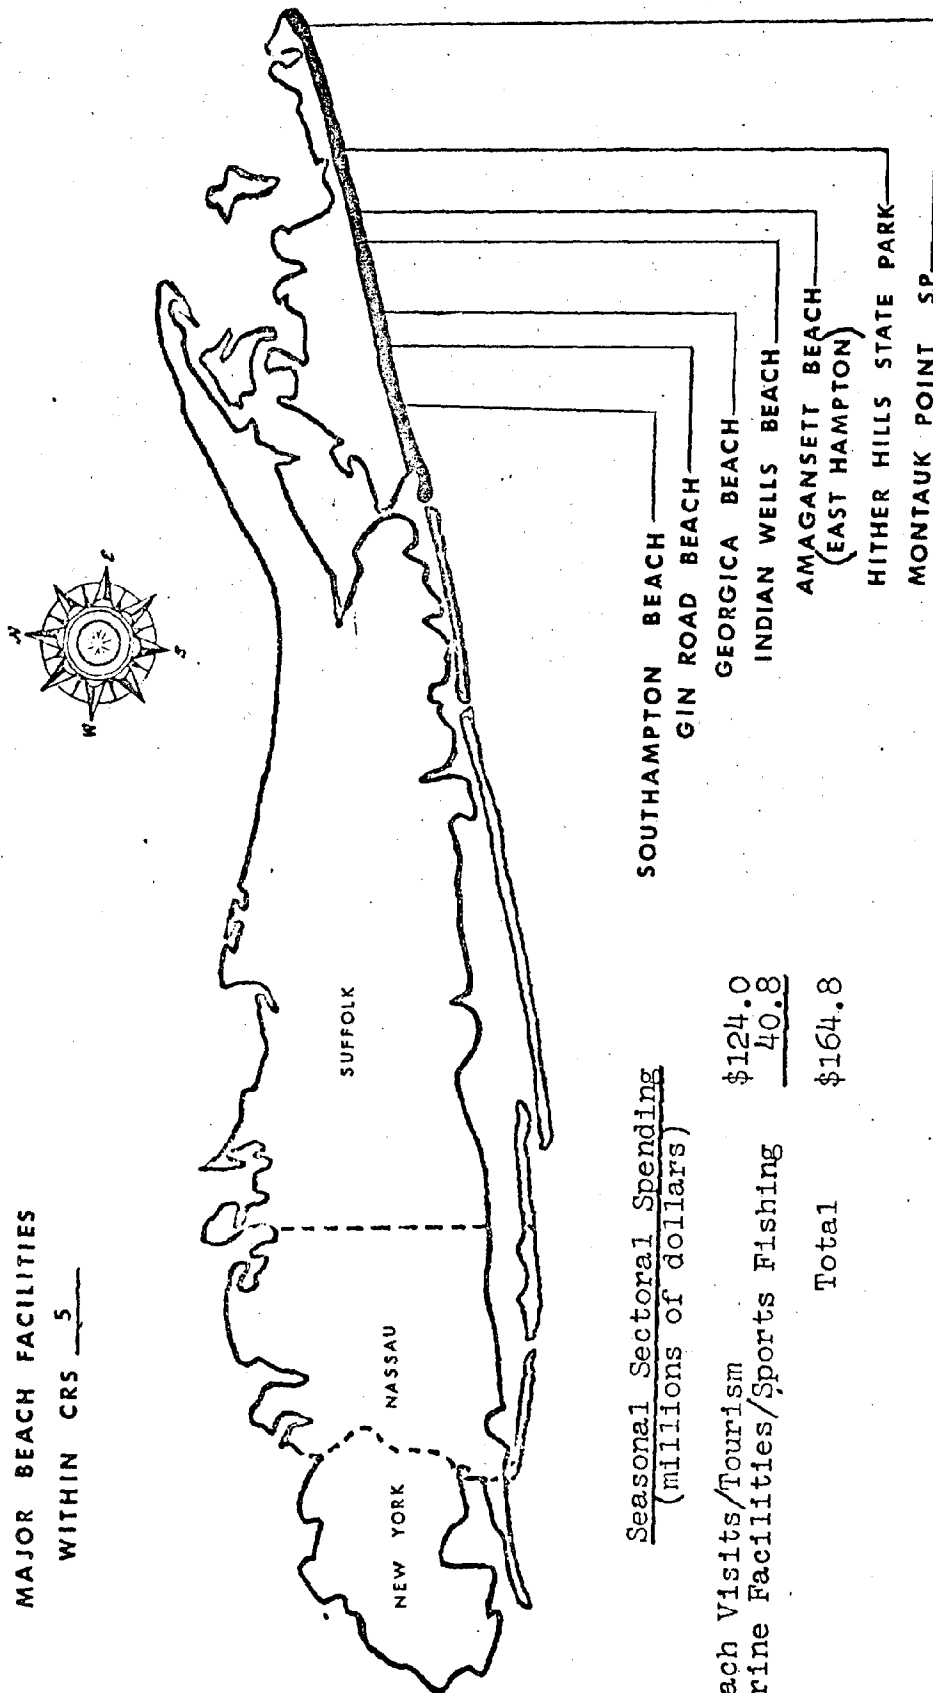 MAJOR BEACH FACILITIES
WITHIN CRS 5
N
E
S
W
SUFFOLK
NASSAU
NEW YORK
SOUTHAMPTON BEACH
GIN ROAD BEACH
GEORGICA BEACH
INDIAN WELLS BEACH
AMAGANSETT BEACH
(EAST HAMPTON)
HITHER HILLS STATE PARK
MONTAUK POINT SP
Seasonal Sectoral Spending
(millions of dollars)
ach Visits/Tourism $124.0
rine Facilities/Sports Fishing 40.8
Total $164.8